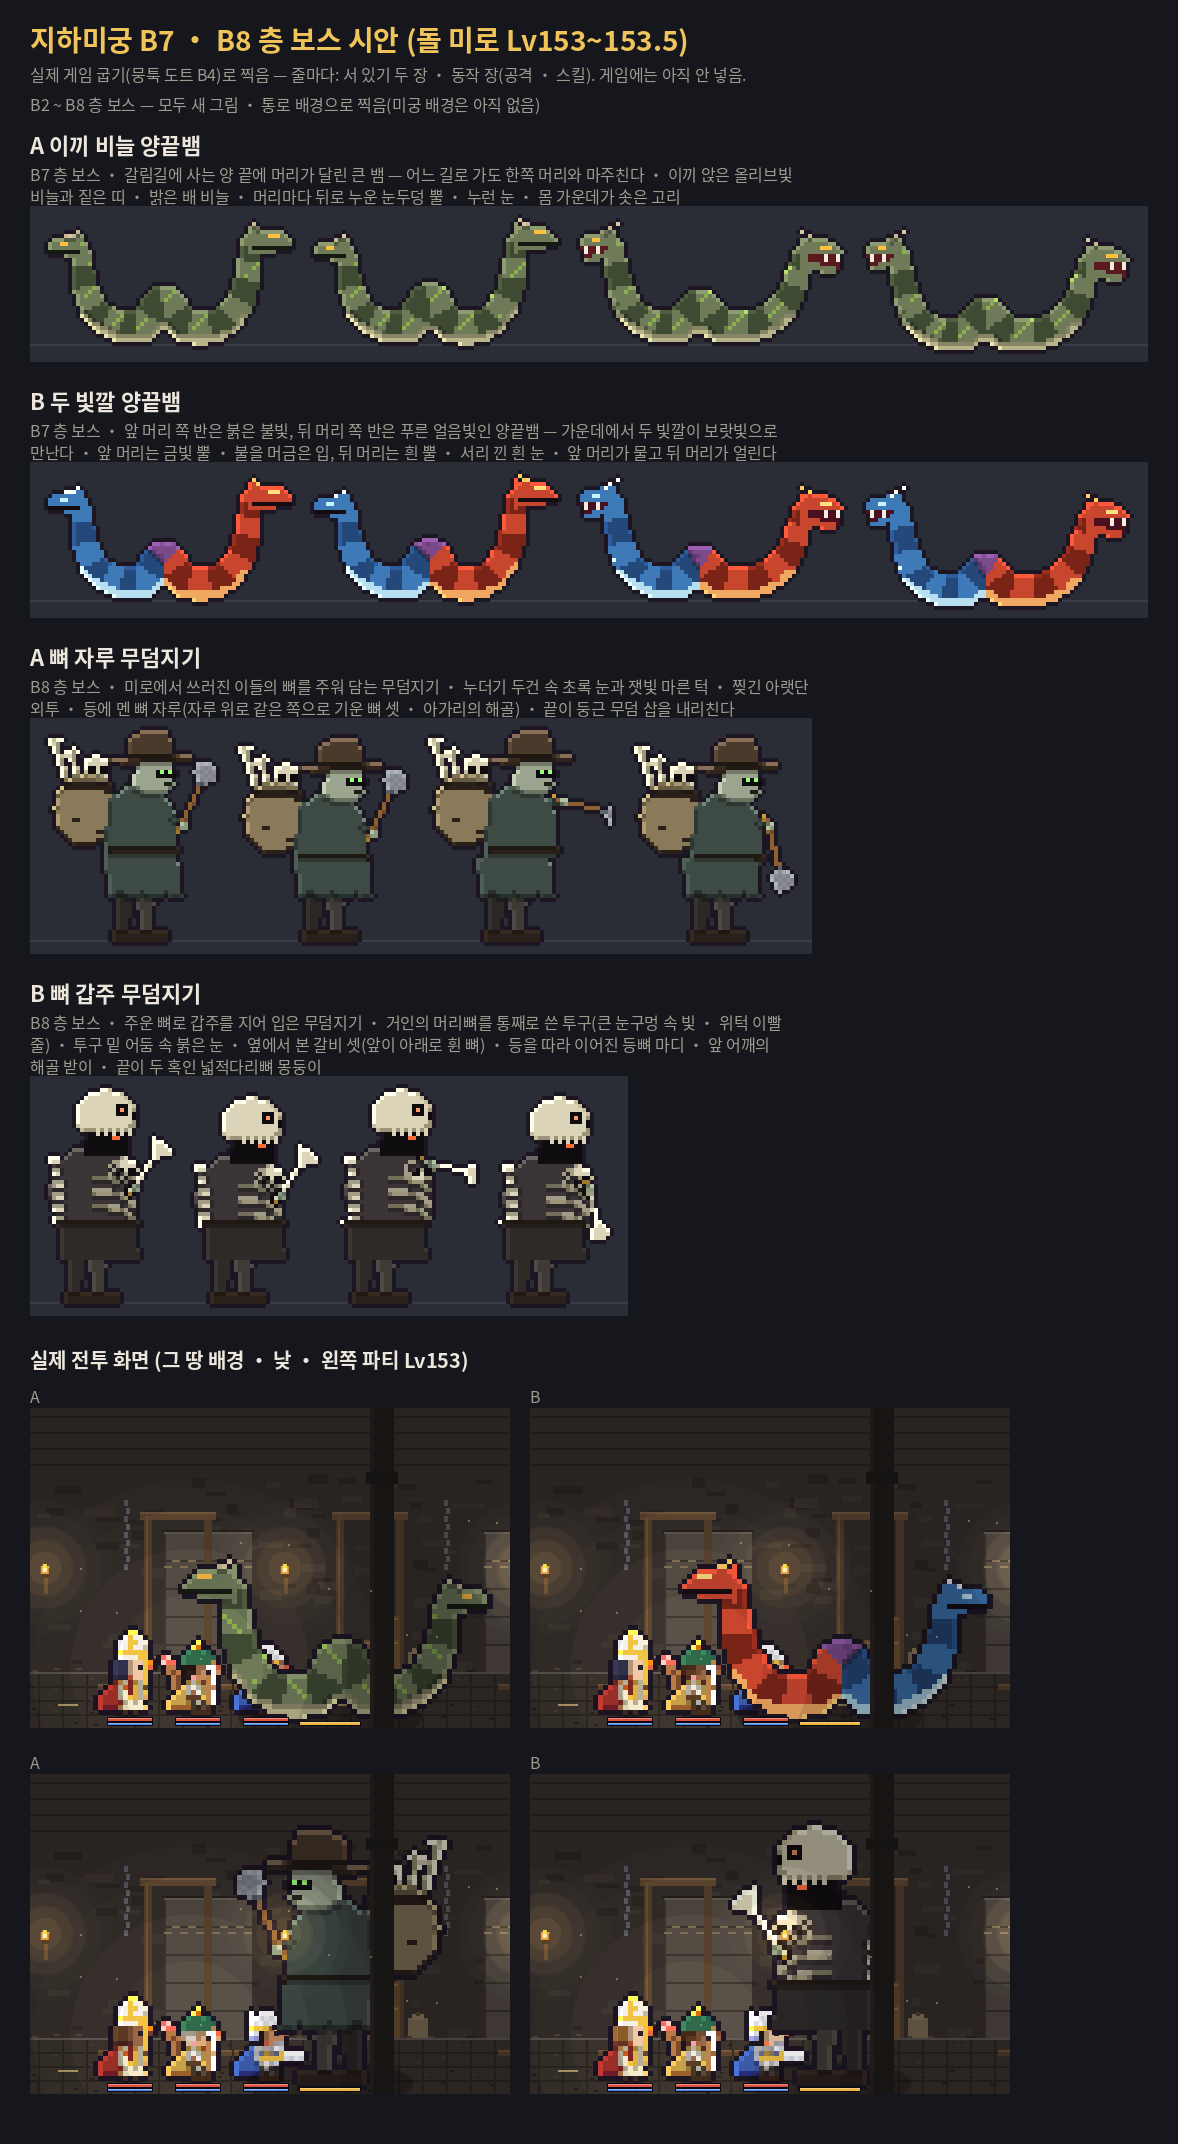 지하미궁 B7 · B8 층 보스 시안 (돌 미로 Lv153~153.5)
실제 게임 굽기(뭉툭 도트 B4)로 찍음 — 줄마다: 서 있기 두 장 · 동작 장(공격 · 스킬). 게임에는 아직 안 넣음.
B2 ~ B8 층 보스 — 모두 새 그림 · 통로 배경으로 찍음(미궁 배경은 아직 없음)
A 이끼 비늘 양끝뱀
B7 층 보스 · 갈림길에 사는 양 끝에 머리가 달린 큰 뱀 — 어느 길로 가도 한쪽 머리와 마주친다 · 이끼 앉은 올리브빛
비늘과 짙은 띠 · 밝은 배 비늘 · 머리마다 뒤로 누운 눈두덩 뿔 · 누런 눈 · 몸 가운데가 솟은 고리
B 두 빛깔 양끝뱀
B7 층 보스 · 앞 머리 쪽 반은 붉은 불빛, 뒤 머리 쪽 반은 푸른 얼음빛인 양끝뱀 — 가운데에서 두 빛깔이 보랏빛으로
만난다 · 앞 머리는 금빛 뿔 · 불을 머금은 입, 뒤 머리는 흰 뿔 · 서리 낀 흰 눈 · 앞 머리가 물고 뒤 머리가 얼린다
A 뼈 자루 무덤지기
B8 층 보스 · 미로에서 쓰러진 이들의 뼈를 주워 담는 무덤지기 · 누더기 두건 속 초록 눈과 잿빛 마른 턱 · 찢긴 아랫단
외투 · 등에 멘 뼈 자루(자루 위로 같은 쪽으로 기운 뼈 셋 · 아가리의 해골) · 끝이 둥근 무덤 삽을 내리친다
B 뼈 갑주 무덤지기
B8 층 보스 · 주운 뼈로 갑주를 지어 입은 무덤지기 · 거인의 머리뼈를 통째로 쓴 투구(큰 눈구멍 속 빛 · 위턱 이빨
줄) · 투구 밑 어둠 속 붉은 눈 · 옆에서 본 갈비 셋(앞이 아래로 휜 뼈) · 등을 따라 이어진 등뼈 마디 · 앞 어깨의
해골 받이 · 끝이 두 혹인 넓적다리뼈 몽둥이
실제 전투 화면 (그 땅 배경 · 낮 · 왼쪽 파티 Lv153)
A
B
A
B